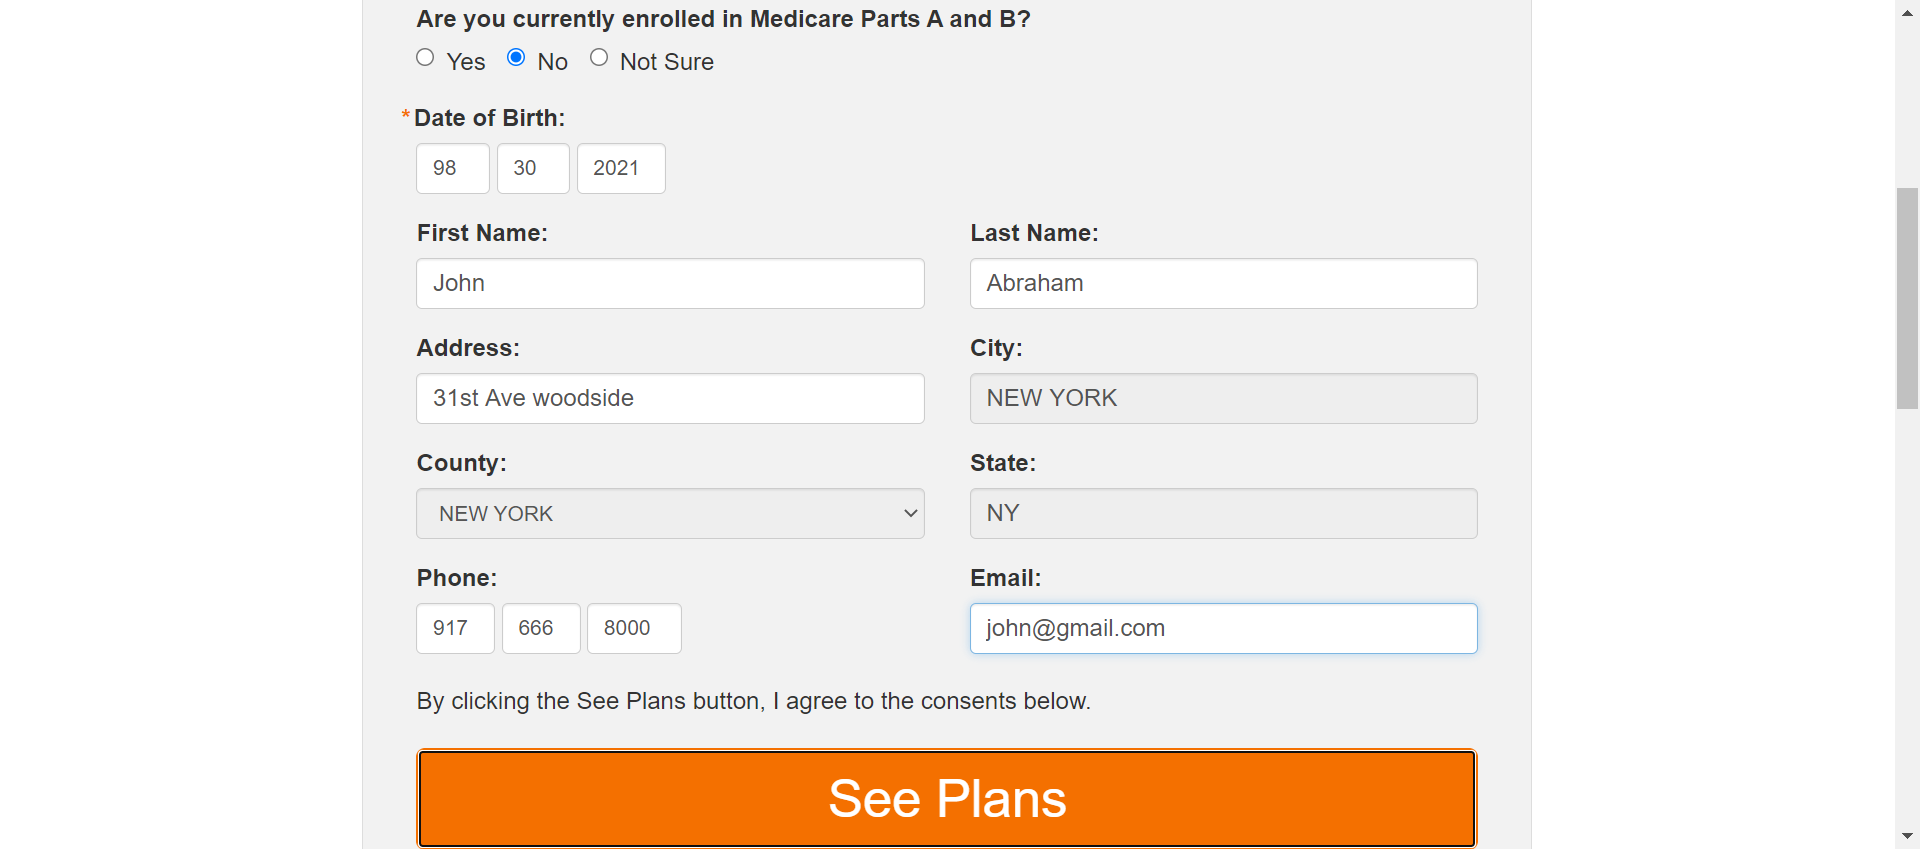 Are you currently enrolled in Medicare Parts A and B?
Yes No Not Sure
*Date of Birth:
98 30 2021
First Name: Last Name:
John Abraham
Address: City:
31st Ave woodside NEW YORK
County: State:
NEW YORK NY
Phone: Email:
917 666 8000 john@gmail.com
By clicking the See Plans button, I agree to the consents below.
See Plans